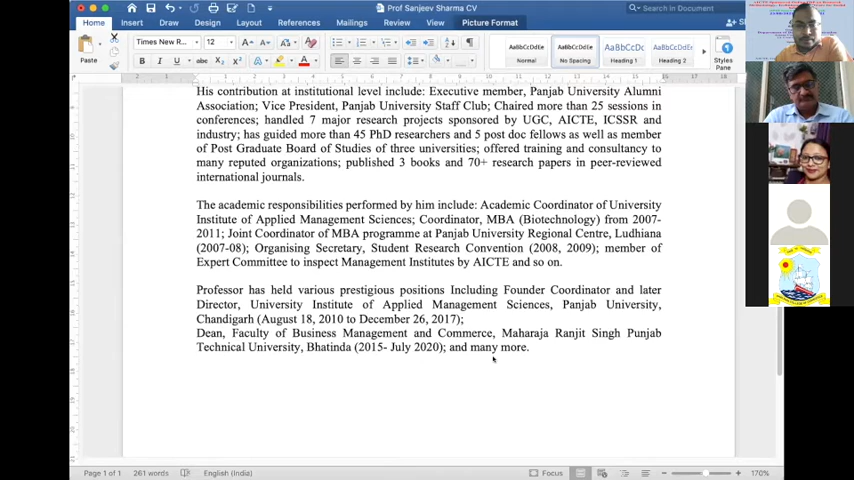 Prof Sanjeev Sharma CV
Search in Document
Home Insert Draw Design Layout References Mailings Review View Picture Format
Times New R... 12
Paste
AaBbCcDdEe AaBbCcDdEe AaBbCcDc AaBbCcDdEe
Normal No Spacing Heading 1 Heading 2 Styles
Pane
His contribution at institutional level include: Executive member, Panjab University Alumni
Association; Vice President, Panjab University Staff Club; Chaired more than 25 sessions in
conferences; handled 7 major research projects sponsored by UGC, AICTE, ICSSR and
industry; has guided more than 45 PhD researchers and 5 post doc fellows as well as member
of Post Graduate Board of Studies of three universities; offered training and consultancy to
many reputed organizations; published 3 books and 70+ research papers in peer-reviewed
international journals.
The academic responsibilities performed by him include: Academic Coordinator of University
Institute of Applied Management Sciences; Coordinator, MBA (Biotechnology) from 2007-
2011; Joint Coordinator of MBA programme at Panjab University Regional Centre, Ludhiana
(2007-08); Organising Secretary, Student Research Convention (2008, 2009); member of
Expert Committee to inspect Management Institutes by AICTE and so on.
Professor has held various prestigious positions Including Founder Coordinator and later
Director, University Institute of Applied Management Sciences, Panjab University,
Chandigarh (August 18, 2010 to December 26, 2017);
Dean, Faculty of Business Management and Commerce, Maharaja Ranjit Singh Punjab
Technical University, Bhatinda (2015- July 2020); and many more.
Page 1 of 1 261 words English (India) Focus 170%